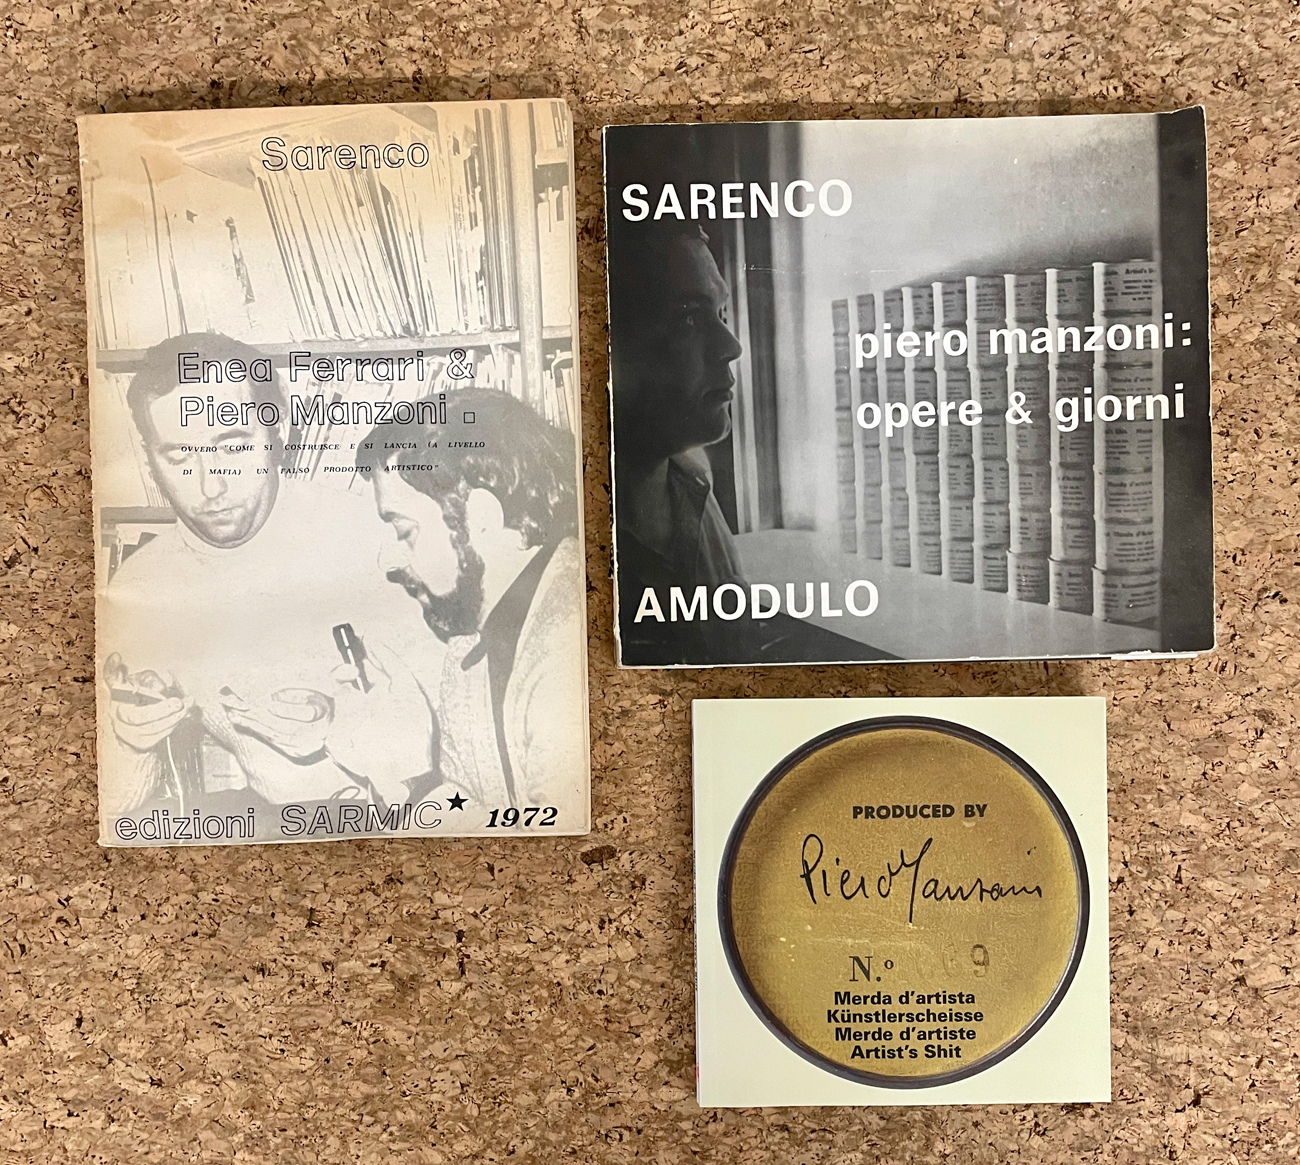 Sarenco
Enea Ferrari &
Piero Manzoni .
OVVERO "COME SI COSTRUISCE E SI LANCIA (A LIVELLO
DI MAFIA) UN FALSO PRODOTTO ARTISTICO"
edizioni SARMIC★ 1972
SARENCO
piero manzoni:
opere & giorni
AMODULO
PRODUCED BY
Piero Manzoni
N.º 069
Merda d'artista
Künstlerscheisse
Merde d'artiste
Artist's Shit